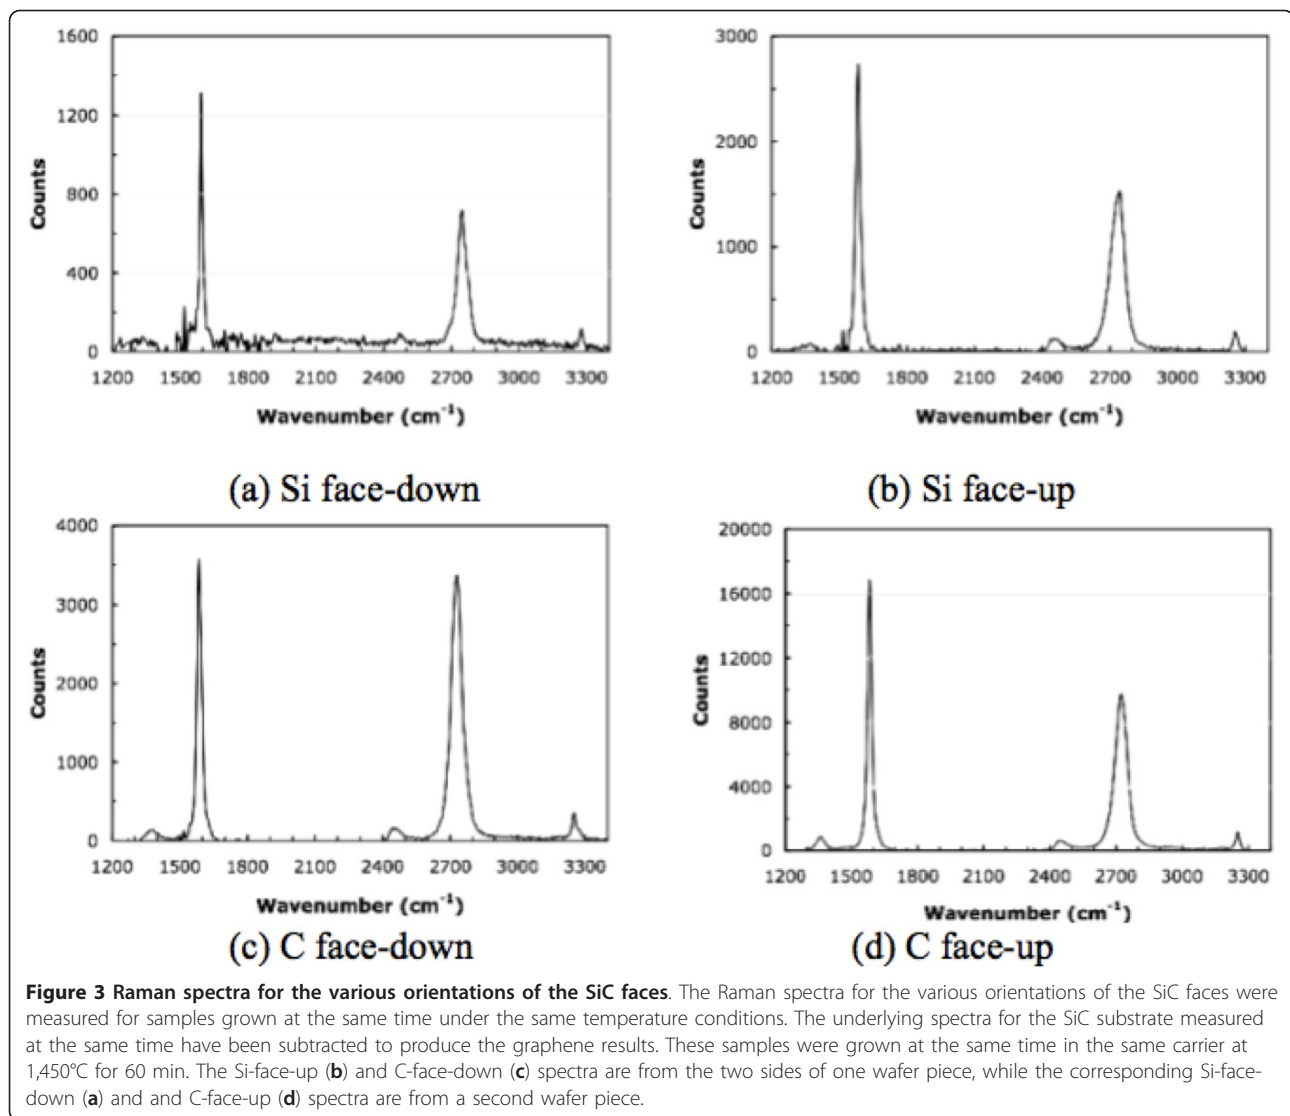 1600
1200
800
400
0
Counts
1200 1500 1800 2100 2400 2700 3000 3300
Wavenumber (cm⁻¹)
(a) Si face-down
3000
2000
1000
0
Counts
1200 1500 1800 2100 2400 2700 3000 3300
Wavenumber (cm⁻¹)
(b) Si face-up
4000
3000
2000
1000
0
Counts
1200 1500 1800 2100 2400 2700 3000 3300
Wavenumber (cm⁻¹)
(c) C face-down
20000
16000
12000
8000
4000
0
Counts
1200 1500 1800 2100 2400 2700 3000 3300
Wavenumber (cm⁻¹)
(d) C face-up
Figure 3 Raman spectra for the various orientations of the SiC faces. The Raman spectra for the various orientations of the SiC faces were
measured for samples grown at the same time under the same temperature conditions. The underlying spectra for the SiC substrate measured
at the same time have been subtracted to produce the graphene results. These samples were grown at the same time in the same carrier at
1,450°C for 60 min. The Si-face-up (b) and C-face-down (c) spectra are from the two sides of one wafer piece, while the corresponding Si-face-
down (a) and and C-face-up (d) spectra are from a second wafer piece.